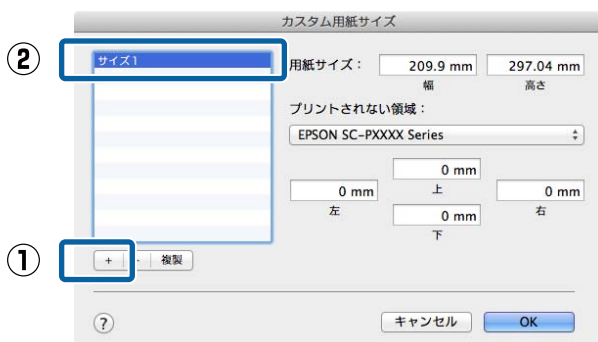 カスタム用紙サイズ
②
サイズ1
用紙サイズ： 209.9 mm 297.04 mm
幅 高さ
プリントされない領域：
EPSON SC-PXXXX Series
0 mm
上
0 mm 0 mm
左 右
0 mm
下
①
+ - 複製
? キャンセル OK